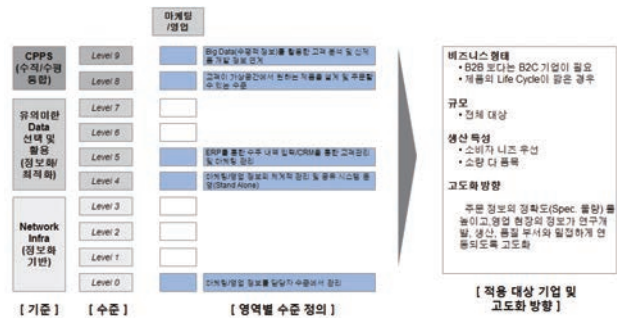 마케팅
/영업
CPPS
(수직/수평
통합)
Level 9
Big Data(수평적 정보)를 활용한 고객 분석 및 신제
품 개발 정보 연계
Level 8
고객이 가상공간에서 원하는 제품을 설계 및 주문할
수 있는 수준
유의미한
Data
선택 및
활용
(정보화/
최적화)
Level 7
Level 6
Level 5
ERP를 통한 수주 내역 입력/CRM를 통한 고객관리
및 마케팅 관리
Level 4
마케팅/영업 정보의 체계적 관리 및 종류 시스템 운
영(Stand Alone)
Network
Infra
(정보화
기반)
Level 3
Level 2
Level 1
Level 0
마케팅/영업 정보를 담당자 수준에서 관리
[ 기준 ]
[ 수준 ]
[ 영역별 수준 정의 ]
비즈니스 형태
• B2B 보다는 B2C 기업이 필요
• 제품의 Life Cycle이 짧은 경우
규모
• 전체 대상
생산 특성
• 소비자 니즈 우선
• 소량 다 품목
고도화 방향
주문 정보의 정확도(Spec. 물량) 를
높이고,영업 현장의 정보가 연구개
발, 생산, 품질 부서와 밀접하게 연
동되도록 고도화
[ 적용 대상 기업 및
고도화 방향 ]